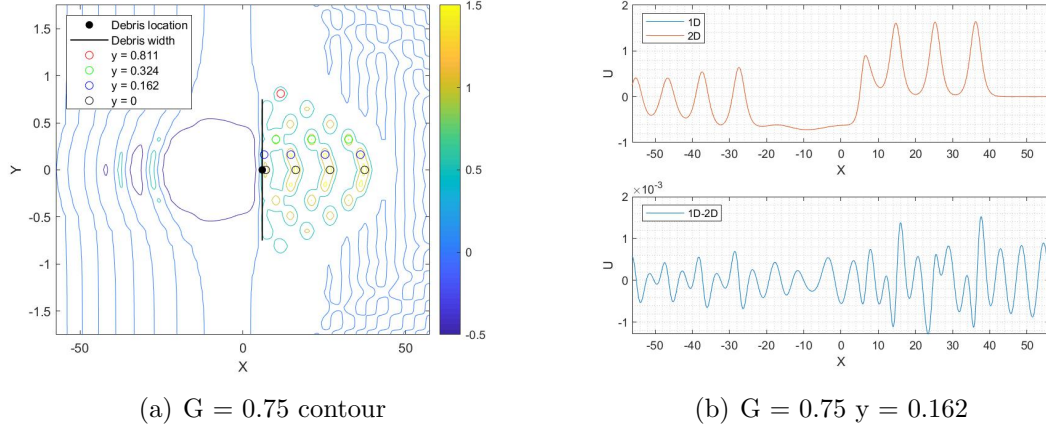 Debris location
Debris width
y = 0.811
y = 0.324
y = 0.162
y = 0
1.5
1
0.5
0
-0.5
-1
-1.5
Y
-50
0
50
X
1.5
1
0.5
0
-0.5
(a) G = 0.75 contour
1D
2D
2
1
0
-1
U
-50 -40 -30 -20 -10 0 10 20 30 40 50
X
×10⁻³
1D-2D
2
1
0
-1
U
-50 -40 -30 -20 -10 0 10 20 30 40 50
X
(b) G = 0.75 y = 0.162